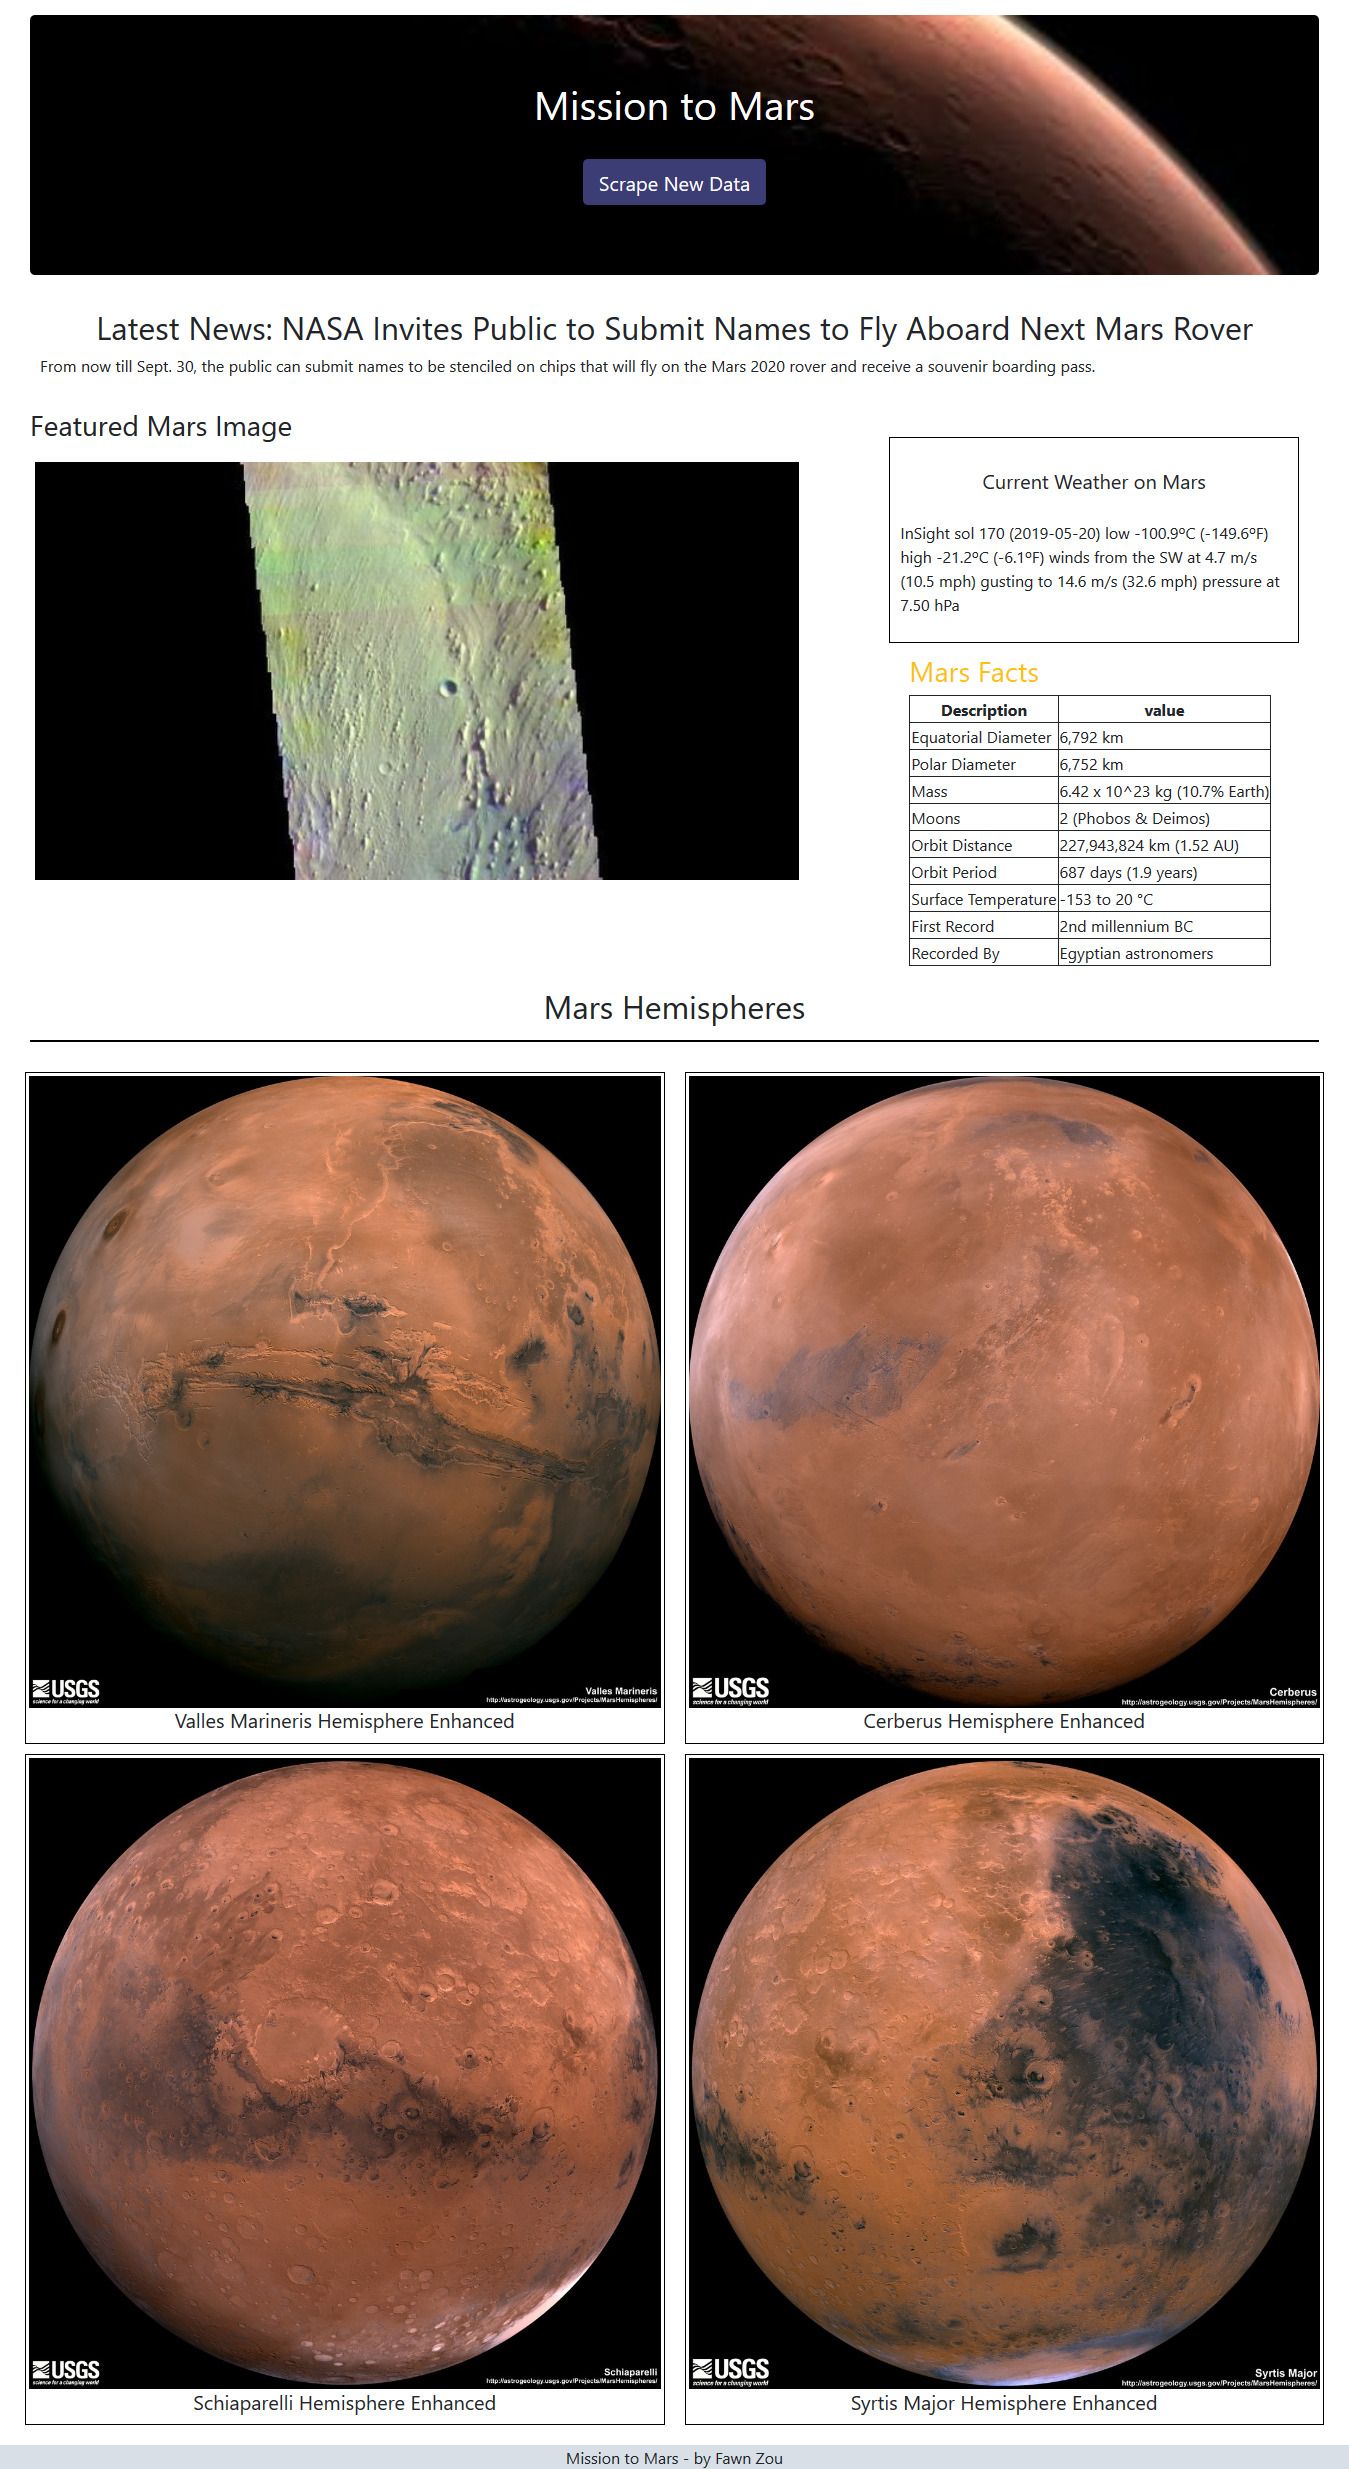 Mission to Mars
Scrape New Data
Latest News: NASA Invites Public to Submit Names to Fly Aboard Next Mars Rover
From now till Sept. 30, the public can submit names to be stenciled on chips that will fly on the Mars 2020 rover and receive a souvenir boarding pass.
Featured Mars Image
Current Weather on Mars
InSight sol 170 (2019-05-20) low -100.9ºC (-149.6ºF)
high -21.2ºC (-6.1ºF) winds from the SW at 4.7 m/s
(10.5 mph) gusting to 14.6 m/s (32.6 mph) pressure at
7.50 hPa
Mars Facts
Description value
Equatorial Diameter 6,792 km
Polar Diameter 6,752 km
Mass 6.42 x 10^23 kg (10.7% Earth)
Moons 2 (Phobos & Deimos)
Orbit Distance 227,943,824 km (1.52 AU)
Orbit Period 687 days (1.9 years)
Surface Temperature -153 to 20 °C
First Record 2nd millennium BC
Recorded By Egyptian astronomers
Mars Hemispheres
USGS
science for a changing world
Valles Marineris
http://astrogeology.usgs.gov/Projects/MarsHemispheres/
Valles Marineris Hemisphere Enhanced
USGS
science for a changing world
Cerberus
http://astrogeology.usgs.gov/Projects/MarsHemispheres/
Cerberus Hemisphere Enhanced
USGS
science for a changing world
Schiaparelli
http://astrogeology.usgs.gov/Projects/MarsHemispheres/
Schiaparelli Hemisphere Enhanced
USGS
science for a changing world
Syrtis Major
http://astrogeology.usgs.gov/Projects/MarsHemispheres/
Syrtis Major Hemisphere Enhanced
Mission to Mars - by Fawn Zou